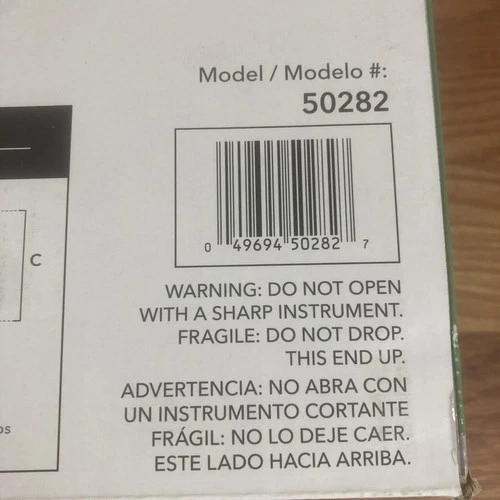 Model / Modelo #:
50282
0 49694 50282 7
C
WARNING: DO NOT OPEN
WITH A SHARP INSTRUMENT.
FRAGILE: DO NOT DROP.
THIS END UP.
ADVERTENCIA: NO ABRA CON
UN INSTRUMENTO CORTANTE
FRÁGIL: NO LO DEJE CAER.
ESTE LADO HACIA ARRIBA.